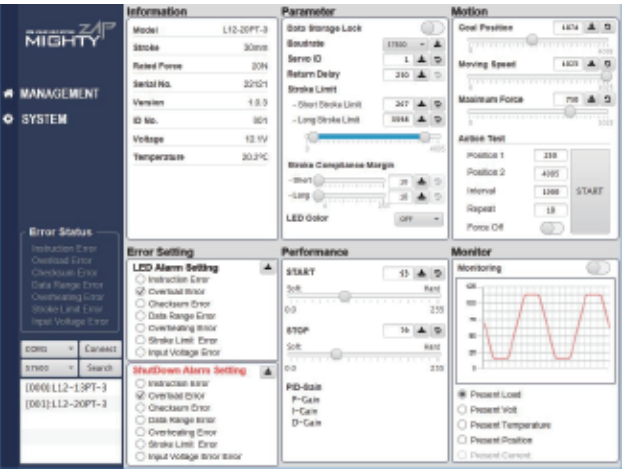 MIGHTY ZAP
MANAGEMENT
SYSTEM
Error Status
Instruction Error
Overload Error
Checksum Error
Data Range Error
Overheating Error
Stroke Limit Error
Input Voltage Error
COM1 Connect
57600 Search
[000]L12-13PT-3
[001]L12-20PT-3
Information
Model L12-20PT-3
Stroke 30mm
Rated Force 20N
Serial No. 22121
Version
ID No. 001
Voltage 12.1V
Temperature 20.2°C
Parameter
Data Storage Lock
Baudrate 57600
Servo ID 1
Return Delay 250
Stroke Limit
- Short Stroke Limit 267
- Long Stroke Limit
0 4095
Stroke Compliance Margin
-Short
-Long
LED Color OFF
Motion
Goal Position
Moving Speed 1023
Maximum Force
Action Test
Position 1
Position 2 4095
Interval 1000
START
Repeat 10
Force Off
Error Setting
LED Alarm Setting
Instruction Error
Overload Error
Checksum Error
Data Range Error
Overheating Error
Stroke Limit Error
Input Voltage Error
ShutDown Alarm Setting
Instruction Error
Overload Error
Checksum Error
Data Range Error
Overheating Error
Stroke Limit Error
Input Voltage Error Error
Performance
START
Soft Hard
0.0 255
STOP
Soft Hard
0.0 255
PID-Gain
P-Gain
I-Gain
D-Gain
Monitor
Monitoring
Present Load
Present Volt
Present Temperature
Present Position
Present Current